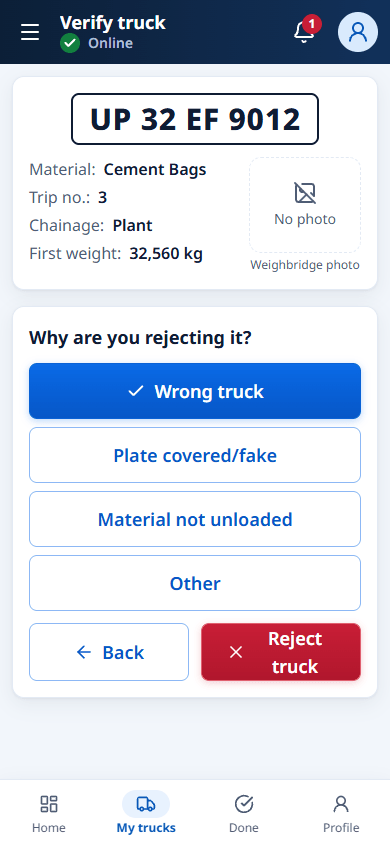 Verify truck
Online
1
UP 32 EF 9012
Material: Cement Bags
Trip no.: 3
Chainage: Plant
First weight: 32,560 kg
No photo
Weighbridge photo
Why are you rejecting it?
Wrong truck
Plate covered/fake
Material not unloaded
Other
Back
Reject
truck
Home
My trucks
Done
Profile